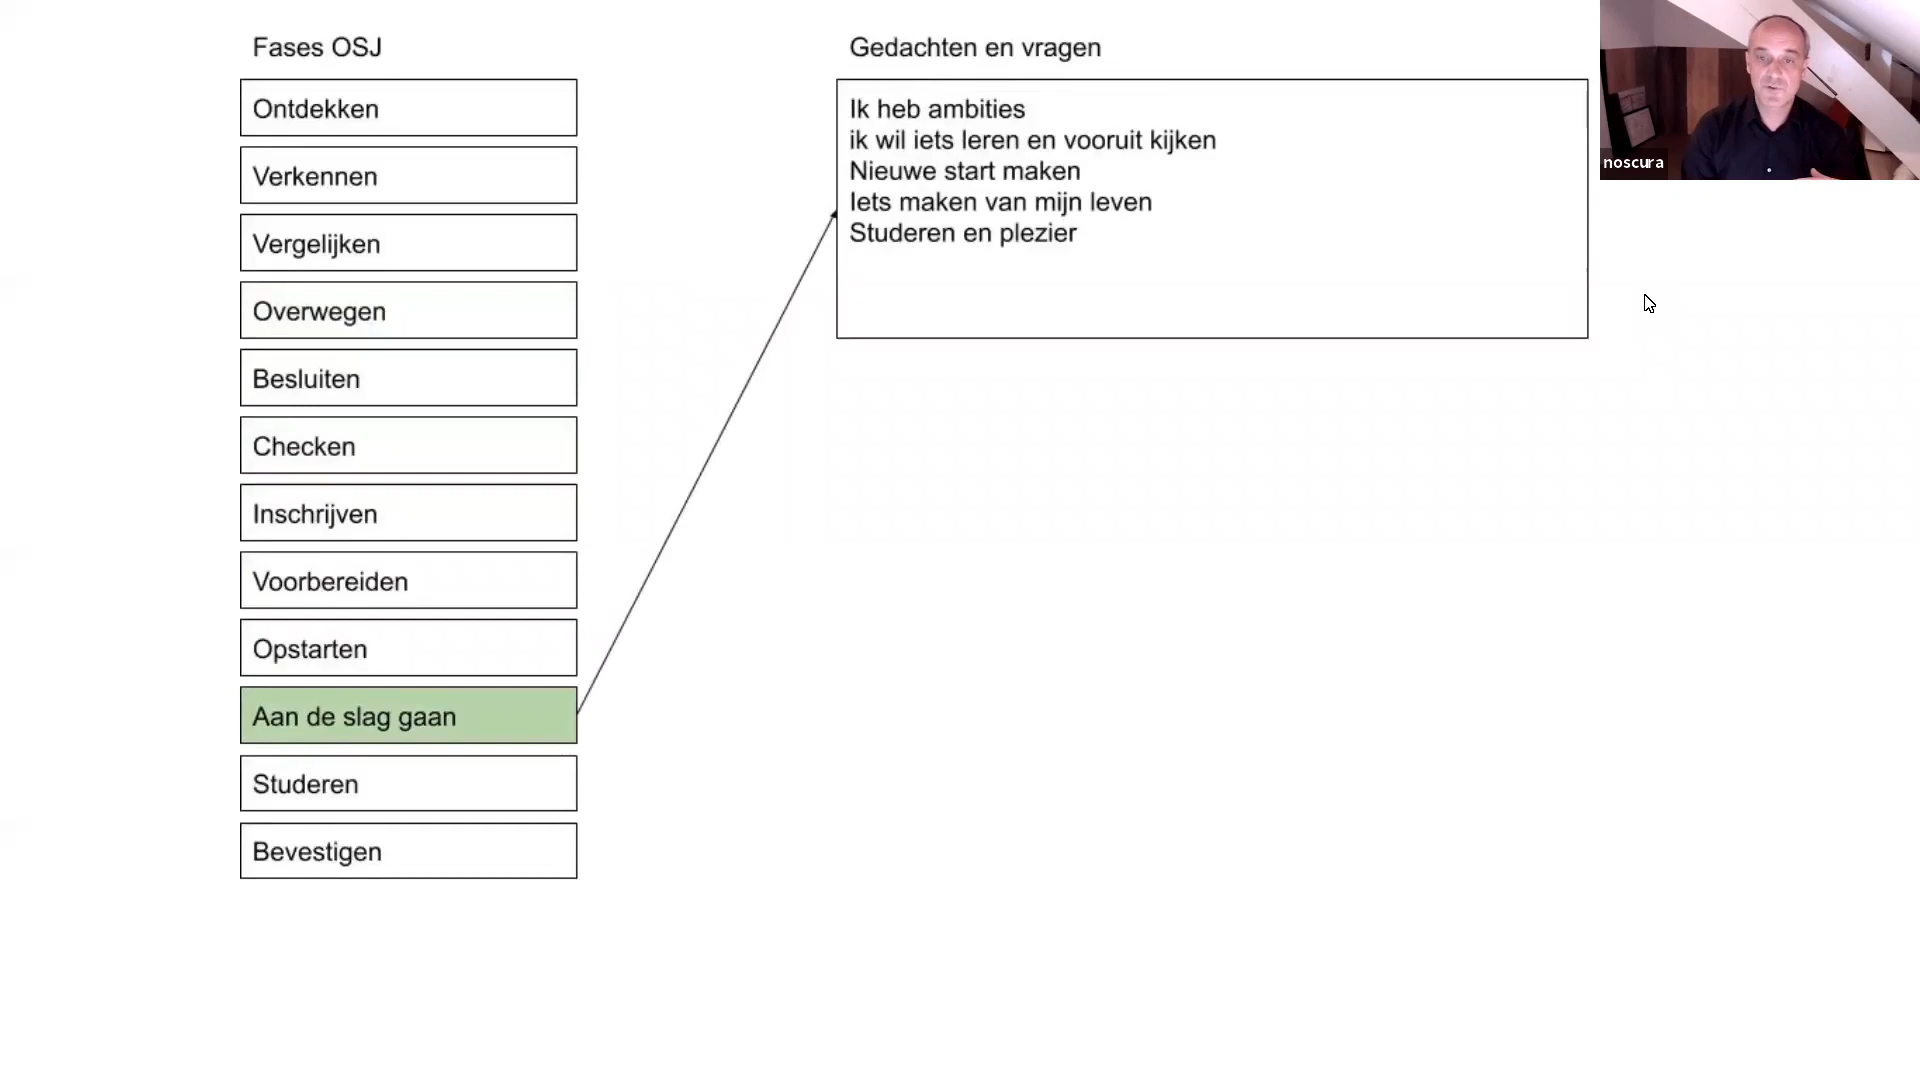 Fases OSJ
Ontdekken
Verkennen
Vergelijken
Overwegen
Besluiten
Checken
Inschrijven
Voorbereiden
Opstarten
Aan de slag gaan
Studeren
Bevestigen
Gedachten en vragen
Ik heb ambities
ik wil iets leren en vooruit kijken
Nieuwe start maken
Iets maken van mijn leven
Studeren en plezier
noscura